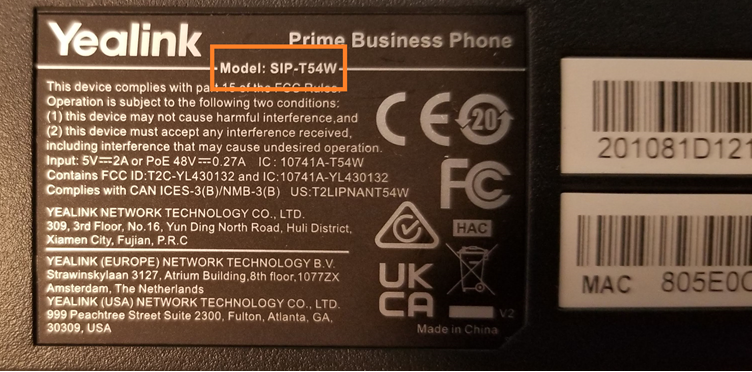 Yealink
Prime Business Phone
Model: SIP-T54W
This device complies with part 15 of the FCC Rules.
Operation is subject to the following two conditions:
(1) this device may not cause harmful interference,and
(2) this device must accept any interference received,
including interference that may cause undesired operation.
Input: 5V⎓2A or PoE 48V⎓0.27A IC: 10741A-T54W
Contains FCC ID:T2C-YL430132 and IC:10741A-YL430132
Complies with CAN ICES-3(B)/NMB-3(B) US:T2LIPNANT54W
YEALINK NETWORK TECHNOLOGY CO., LTD.
309, 3rd Floor, No.16, Yun Ding North Road, Huli District,
Xiamen City, Fujian, P.R.C
YEALINK (EUROPE) NETWORK TECHNOLOGY B.V.
Strawinskylaan 3127, Atrium Building,8th floor,1077ZX
Amsterdam, The Netherlands
YEALINK (USA) NETWORK TECHNOLOGY CO., LTD.
999 Peachtree Street Suite 2300, Fulton, Atlanta, GA,
30309, USA
CE
20
FC
HAC
UK
CA
V2
Made in China
201081D121
MAC 805E0C